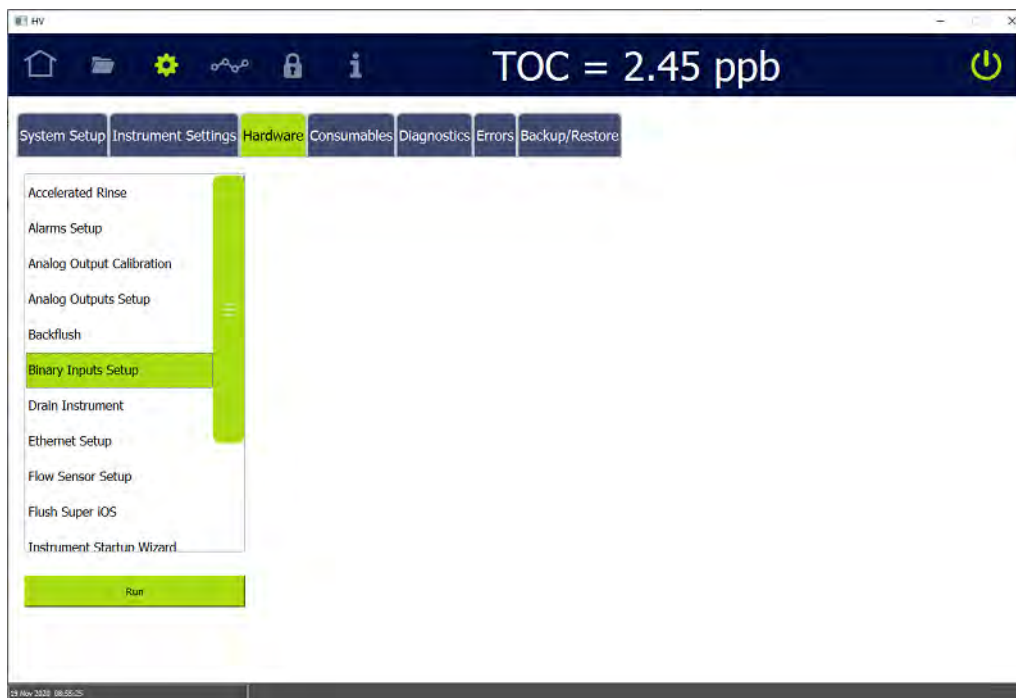 HV
TOC = 2.45 ppb
System Setup Instrument Settings Hardware Consumables Diagnostics Errors Backup/Restore
Accelerated Rinse
Alarms Setup
Analog Output Calibration
Analog Outputs Setup
Backflush
Binary Inputs Setup
Drain Instrument
Ethernet Setup
Flow Sensor Setup
Flush Super iOS
Instrument Startup Wizard
Run
19 Nov 2020 08:55:25